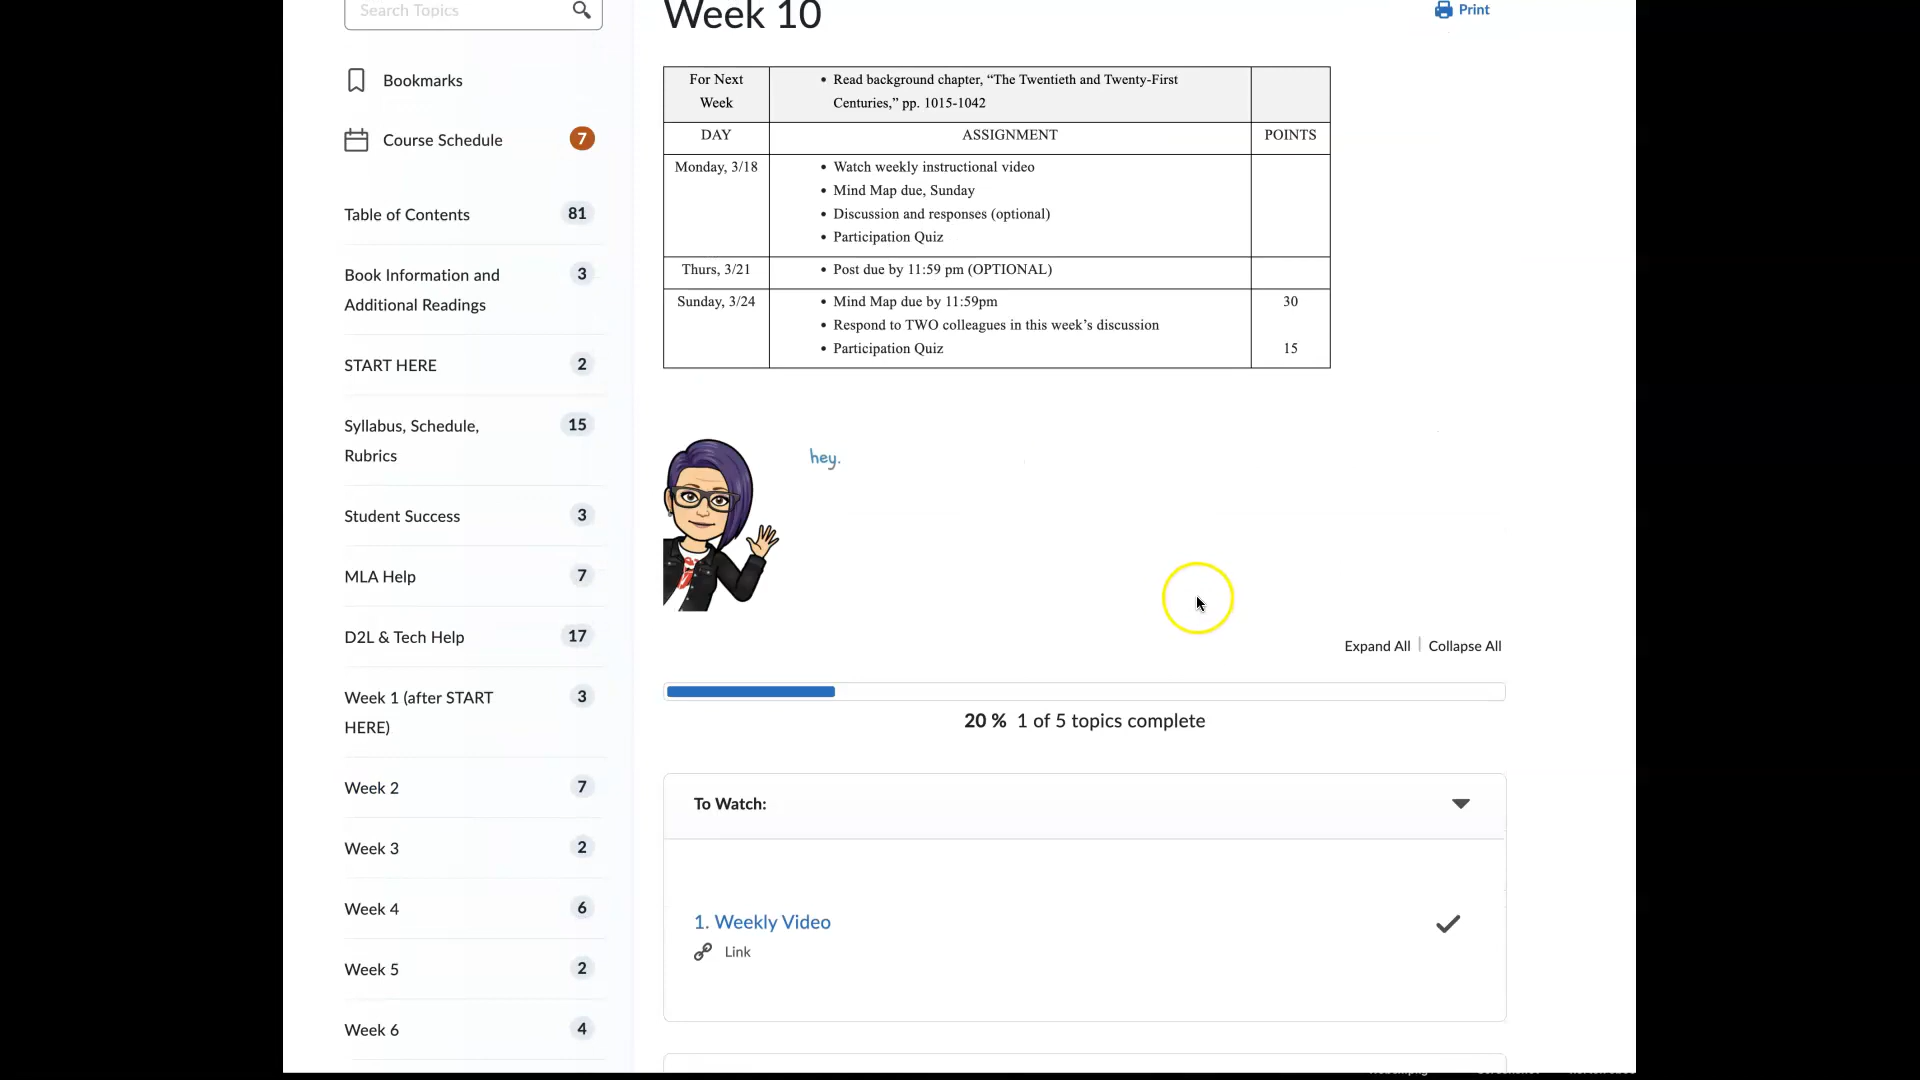 Search Topics
Week 10
Print
Bookmarks
Course Schedule 7
Table of Contents 81
Book Information and 3
Additional Readings
START HERE 2
Syllabus, Schedule, 15
Rubrics
Student Success 3
MLA Help 7
D2L & Tech Help 17
Week 1 (after START 3
HERE)
Week 2 7
Week 3 2
Week 4 6
Week 5 2
Week 6 4
For Next
Week
• Read background chapter, “The Twentieth and Twenty-First
Centuries,” pp. 1015-1042
DAY ASSIGNMENT POINTS
Monday, 3/18 • Watch weekly instructional video
• Mind Map due, Sunday
• Discussion and responses (optional)
• Participation Quiz
Thurs, 3/21 • Post due by 11:59 pm (OPTIONAL)
Sunday, 3/24 • Mind Map due by 11:59pm 30
• Respond to TWO colleagues in this week’s discussion
• Participation Quiz 15
hey.
Expand All | Collapse All
20 % 1 of 5 topics complete
To Watch:
1. Weekly Video
Link